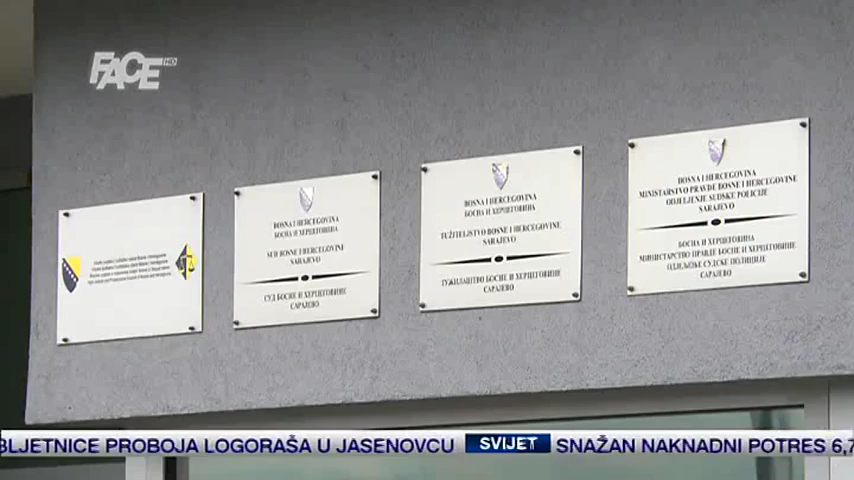 FACE HD
BOSNA I HERCEGOVINA
БОСНА И ХЕРЦЕГОВИНА
SUD BOSNE I HERCEGOVINE
SARAJEVO
СУД БОСНЕ И ХЕРЦЕГОВИНЕ
САРАЈЕВО
BOSNA I HERCEGOVINA
БОСНА И ХЕРЦЕГОВИНА
TUŽITELJSTVO BOSNE I HERCEGOVINE
SARAJEVO
ТУЖИЛАШТВО БОСНЕ И ХЕРЦЕГОВИНЕ
САРАЈЕВО
BOSNA I HERCEGOVINA
MINISTARSTVO PRAVDE BOSNE I HERCEGOVINE
ODJELJENJE SUDSKE POLICIJE
SARAJEVO
БОСНА И ХЕРЦЕГОВИНА
МИНИСТАРСТВО ПРАВДЕ БОСНЕ И ХЕРЦЕГОВИНЕ
ОДЈЕЉЕЊЕ СУДСКЕ ПОЛИЦИЈЕ
САРАЈЕВО
BLJETNICE PROBOJA LOGORAŠA U JASENOVCU SVIJET SNAŽAN NAKNADNI POTRES 6,7